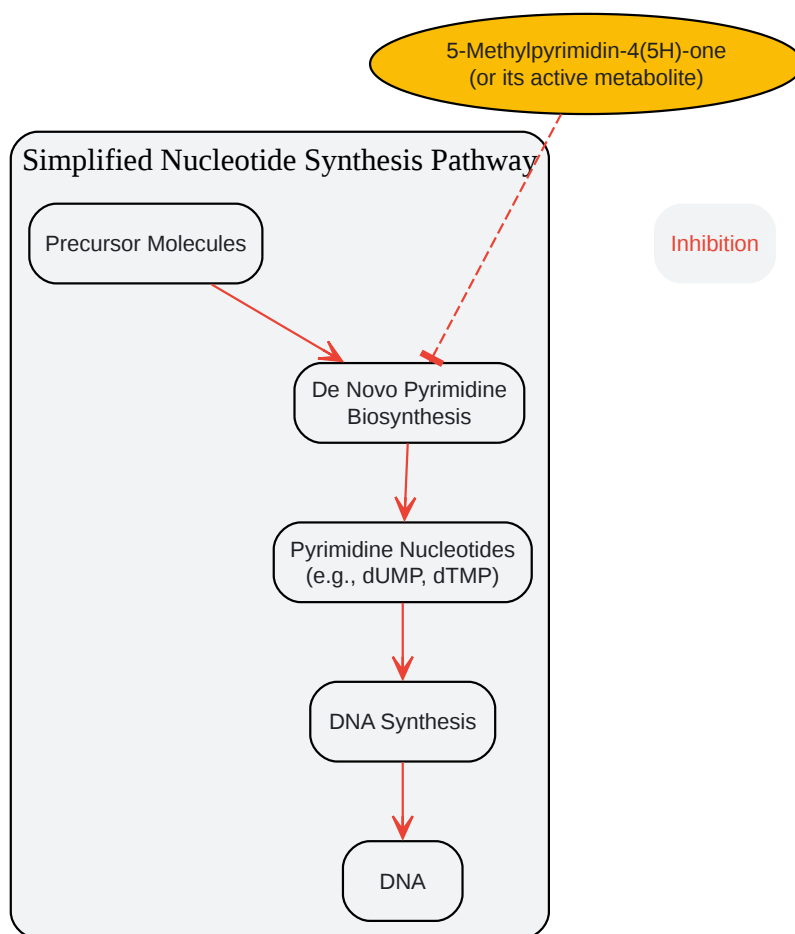 5-Methylpyrimidin-4(5H)-one
(or its active metabolite)
Simplified Nucleotide Synthesis Pathway
Precursor Molecules
Inhibition
De Novo Pyrimidine
Biosynthesis
Pyrimidine Nucleotides
(e.g., dUMP, dTMP)
DNA Synthesis
DNA